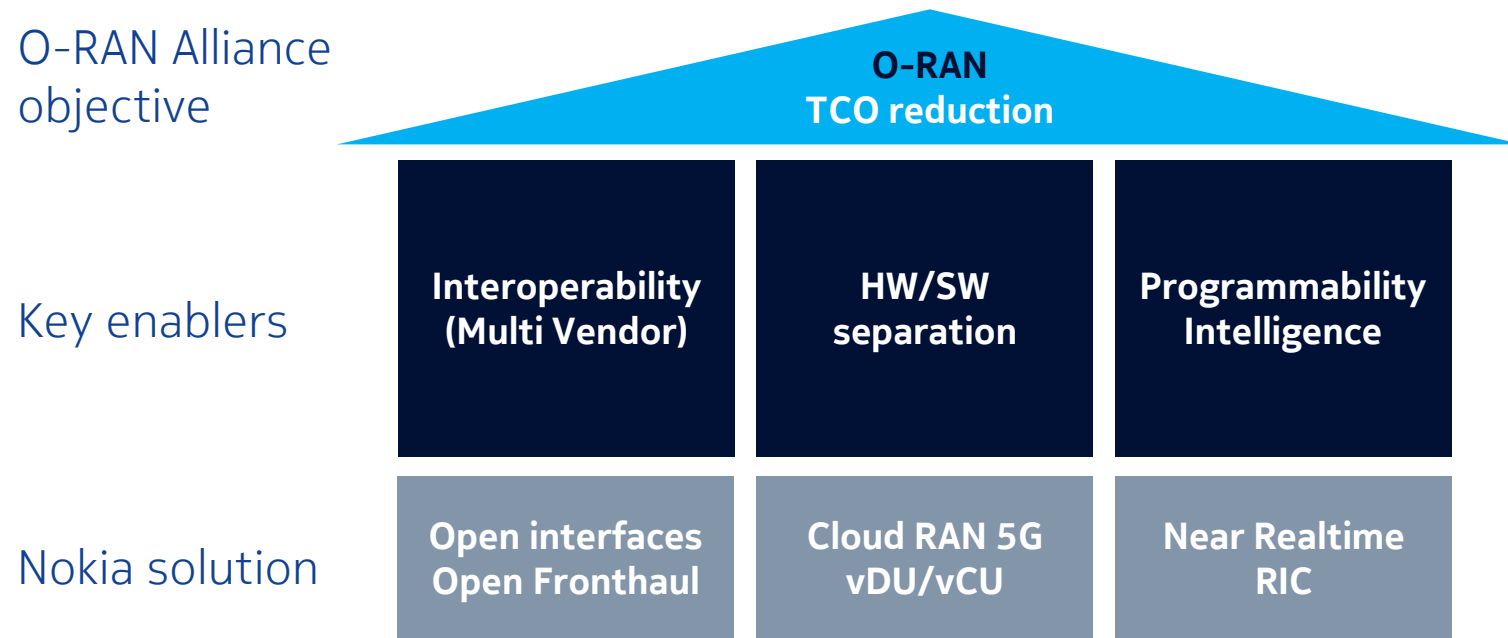 O-RAN Alliance
objective
O-RAN
TCO reduction
Key enablers
Interoperability
(Multi Vendor)
HW/SW
separation
Programmability
Intelligence
Nokia solution
Open interfaces
Open Fronthaul
Cloud RAN 5G
vDU/vCU
Near Realtime
RIC